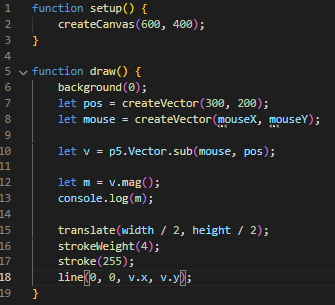 1 function setup() {
2 createCanvas(600, 400);
3 }
4
5 function draw() {
6 background(0);
7 let pos = createVector(300, 200);
8 let mouse = createVector(mouseX, mouseY);
9
10 let v = p5.Vector.sub(mouse, pos);
11
12 let m = v.mag();
13 console.log(m);
14
15 translate(width / 2, height / 2);
16 strokeWeight(4);
17 stroke(255);
18 line(0, 0, v.x, v.y);
19 }